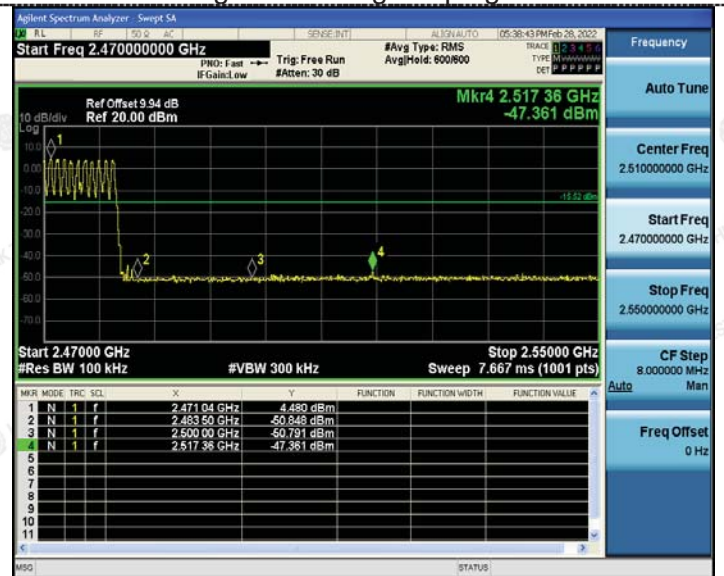 Agilent Spectrum Analyzer - Swept SA
RL RF 50 Ω AC SENSE:INT ALIGN AUTO 05:38:43 PM Feb 28, 2022
Start Freq 2.470000000 GHz
PNO: Fast
IFGain:Low
Trig: Free Run
#Atten: 30 dB
#Avg Type: RMS
Avg|Hold: 600/600
TRACE 1 2 3 4 5 6
TYPE M
DET P P P P P P
Frequency
Auto Tune
Center Freq
2.510000000 GHz
Start Freq
2.470000000 GHz
Stop Freq
2.550000000 GHz
CF Step
8.000000 MHz
Auto Man
Freq Offset
0 Hz
Ref Offset 9.94 dB
10 dB/div Ref 20.00 dBm
Log
Mkr4 2.517 36 GHz
-47.361 dBm
10.0
0.00
-10.0
-20.0
-30.0
-40.0
-50.0
-60.0
-70.0
1
2
3
4
-15.52 dBm
Start 2.47000 GHz Stop 2.55000 GHz
#Res BW 100 kHz #VBW 300 kHz Sweep 7.667 ms (1001 pts)
MKR MODE TRC SCL X Y FUNCTION FUNCTION WIDTH FUNCTION VALUE
1 N 1 f 2.471 04 GHz 4.480 dBm
2 N 1 f 2.483 50 GHz -50.848 dBm
3 N 1 f 2.500 00 GHz -50.791 dBm
4 N 1 f 2.517 36 GHz -47.361 dBm
5
6
7
8
9
10
11
MSG STATUS